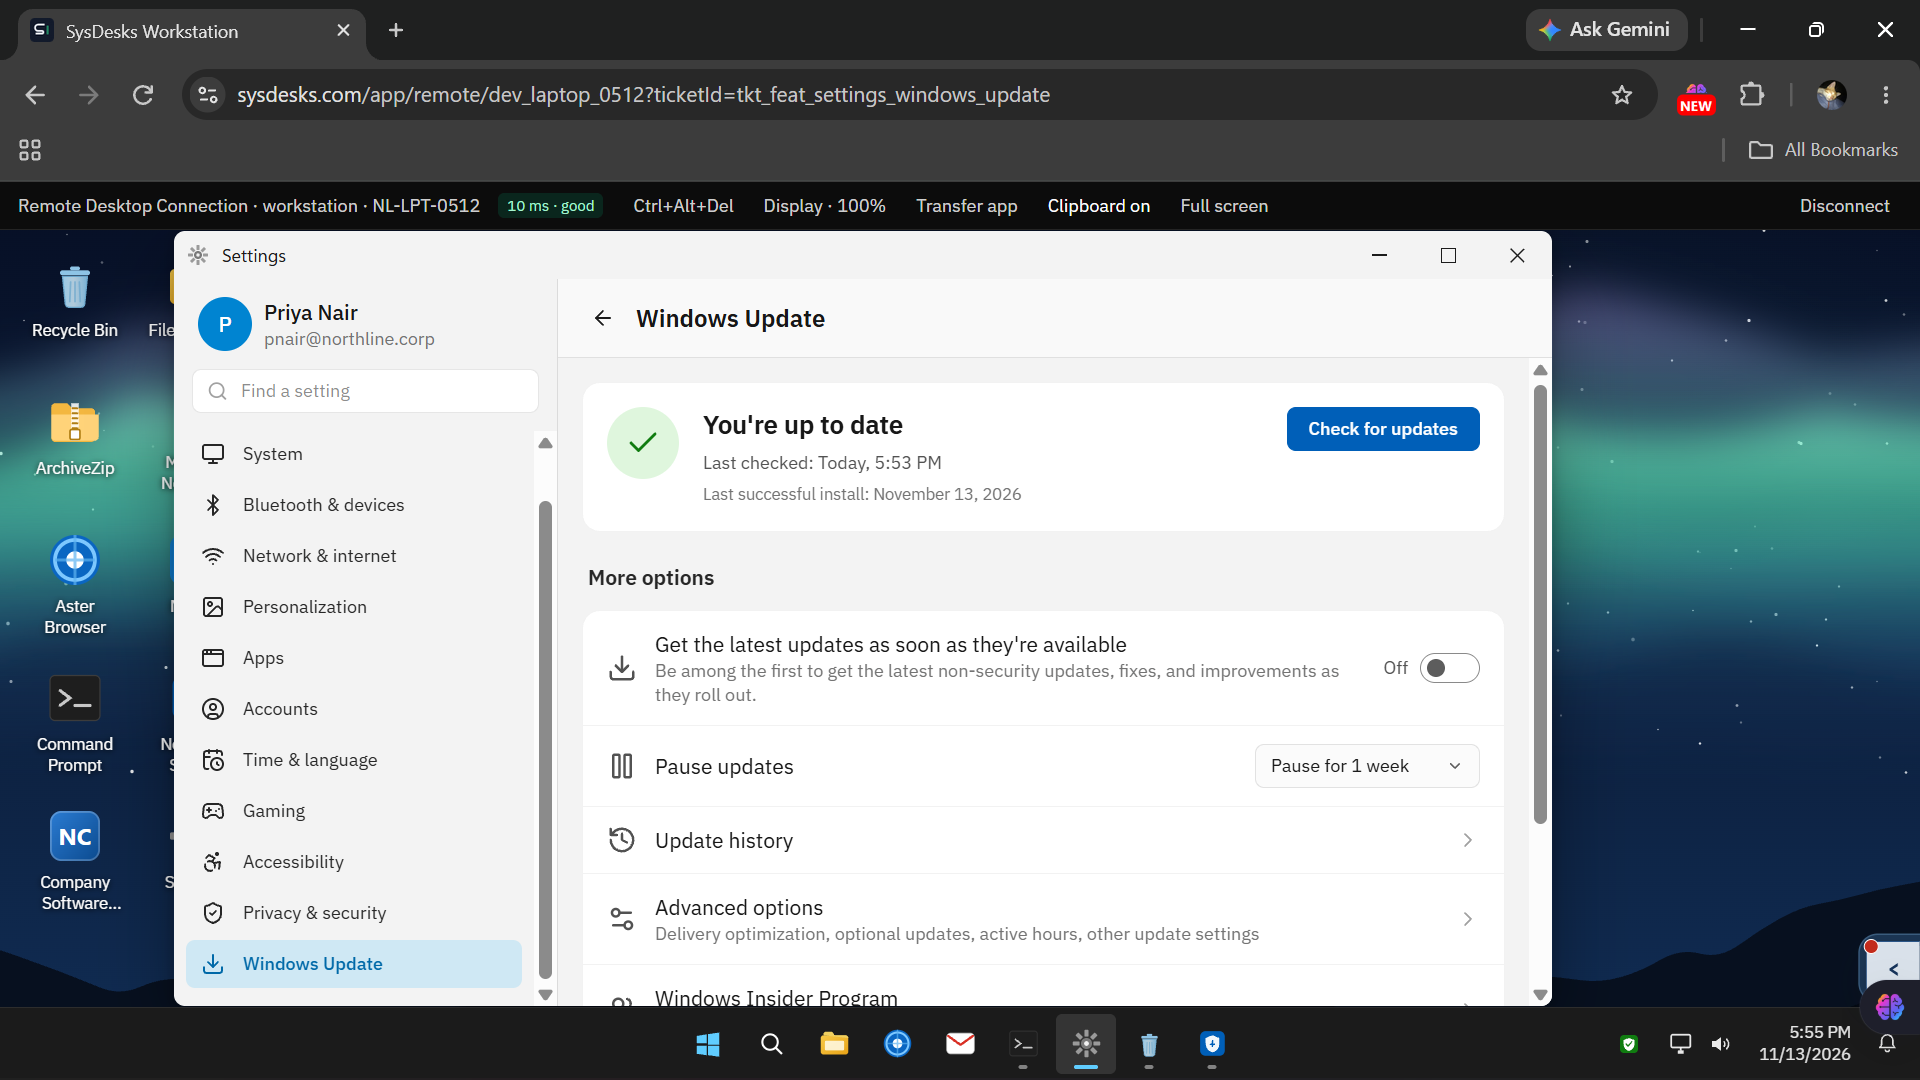 SysDesks Workstation
Ask Gemini
sysdesks.com/app/remote/dev_laptop_0512?ticketId=tkt_feat_settings_windows_update
NEW
All Bookmarks
Remote Desktop Connection · workstation · NL-LPT-0512
10 ms · good
Ctrl+Alt+Del
Display · 100%
Transfer app
Clipboard on
Full screen
Disconnect
Recycle Bin
File
ArchiveZip
Aster
Browser
Command
Prompt
NC
Company
Software...
Settings
P
Priya Nair
pnair@northline.corp
Find a setting
System
Bluetooth & devices
Network & internet
Personalization
Apps
Accounts
Time & language
Gaming
Accessibility
Privacy & security
Windows Update
Windows Update
You're up to date
Last checked: Today, 5:53 PM
Last successful install: November 13, 2026
Check for updates
More options
Get the latest updates as soon as they're available
Be among the first to get the latest non-security updates, fixes, and improvements as
they roll out.
Off
Pause updates
Pause for 1 week
Update history
Advanced options
Delivery optimization, optional updates, active hours, other update settings
Windows Insider Program
5:55 PM
11/13/2026